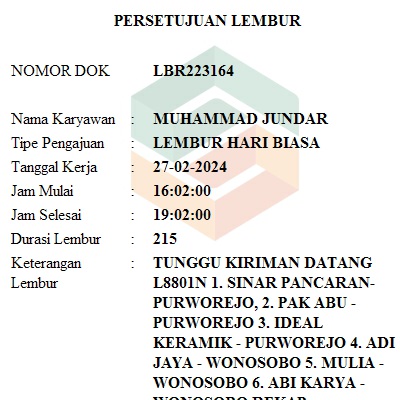 PERSETUJUAN LEMBUR
NOMOR DOK LBR223164
Nama Karyawan : MUHAMMAD JUNDAR
Tipe Pengajuan : LEMBUR HARI BIASA
Tanggal Kerja : 27-02-2024
Jam Mulai : 16:02:00
Jam Selesai : 19:02:00
Durasi Lembur : 215
Keterangan : TUNGGU KIRIMAN DATANG
Lembur L8801N 1. SINAR PANCARAN-
PURWOREJO, 2. PAK ABU -
PURWOREJO 3. IDEAL
KERAMIK - PURWOREJO 4. ADI
JAYA - WONOSOBO 5. MULIA -
WONOSOBO 6. ABI KARYA -
WONOSOBO BEKAP